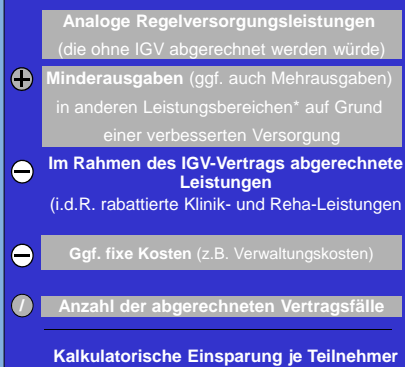 Analoge Regelversorgungsleistungen
(die ohne IGV abgerechnet werden würde)
+ Minderausgaben (ggf. auch Mehrausgaben)
in anderen Leistungsbereichen* auf Grund
einer verbesserten Versorgung
− Im Rahmen des IGV-Vertrags abgerechnete
Leistungen
(i.d.R. rabattierte Klinik- und Reha-Leistungen
− Ggf. fixe Kosten (z.B. Verwaltungskosten)
/ Anzahl der abgerechneten Vertragsfälle
Kalkulatorische Einsparung je Teilnehmer